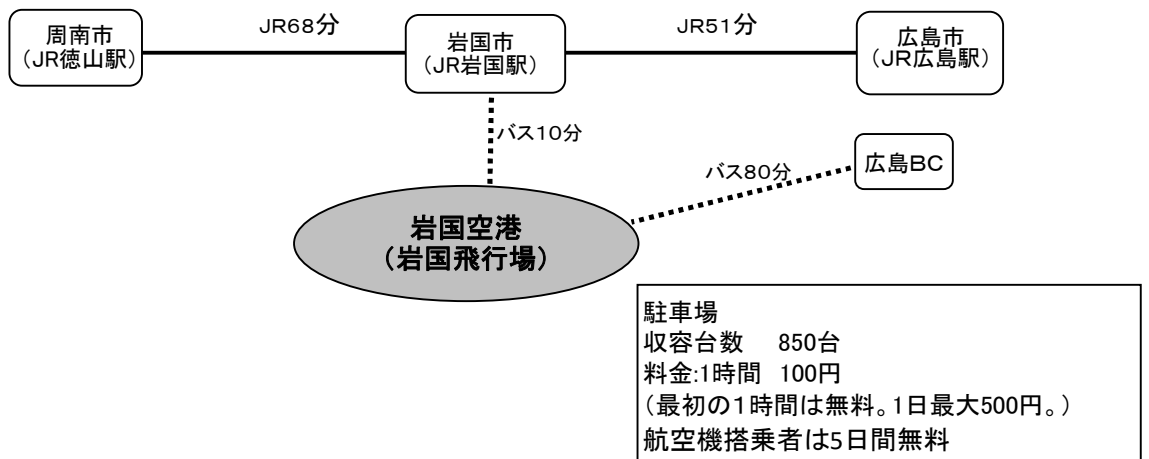 周南市
（JR徳山駅）
JR68分
岩国市
（JR岩国駅）
JR51分
広島市
（JR広島駅）
バス10分
バス80分
広島BC
岩国空港
（岩国飛行場）
駐車場
収容台数　850台
料金:1時間　100円
（最初の１時間は無料。1日最大500円。）
航空機搭乗者は5日間無料